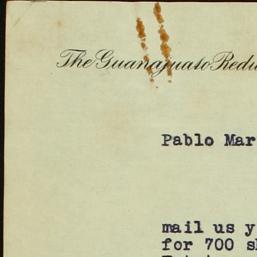 The Guanajuato Redu
Pablo Mar
mail us y
for 700 s